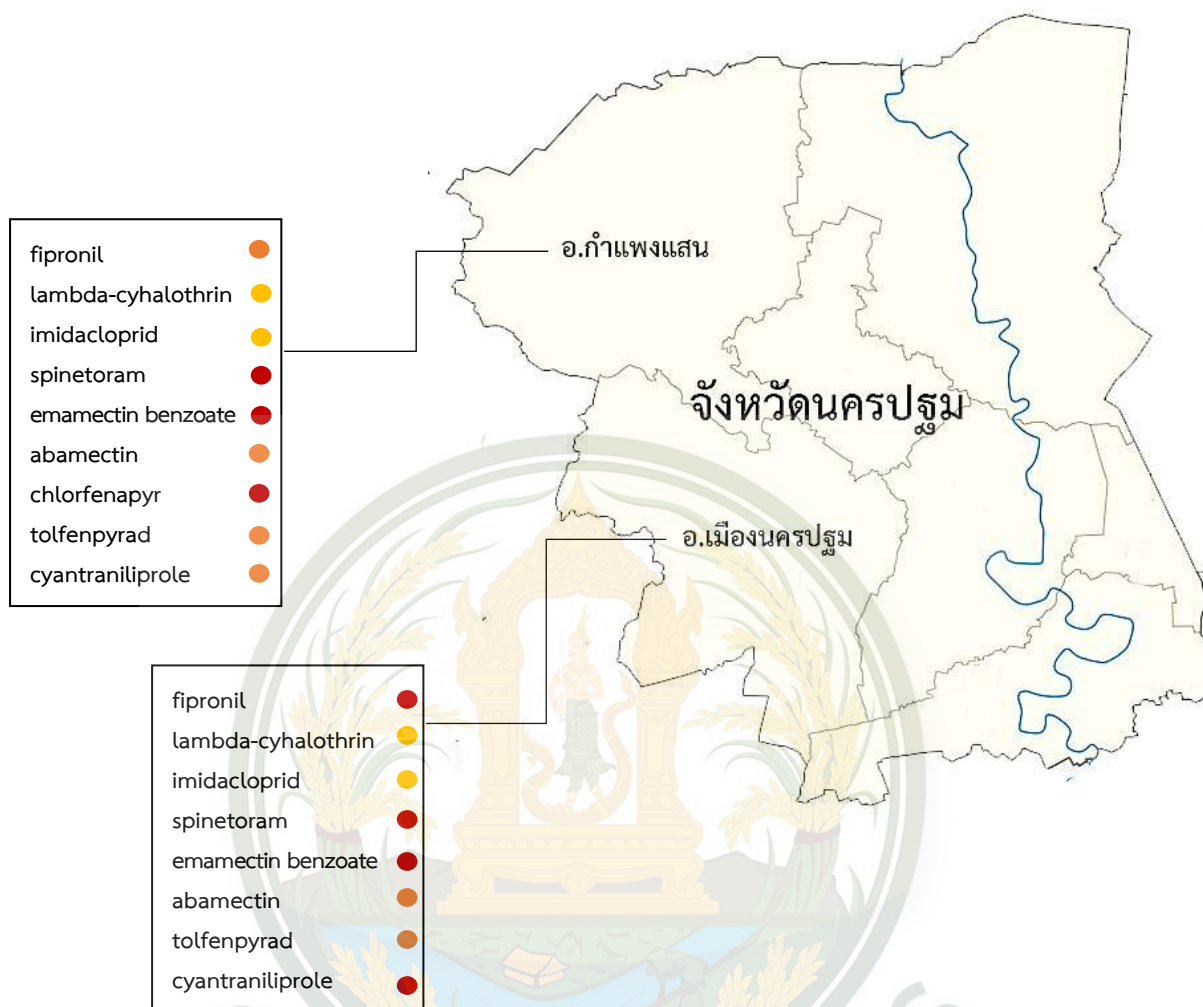 อ.กำแพงแสน
fipronil
lambda-cyhalothrin
imidacloprid
spinetoram
emamectin benzoate
abamectin
chlorfenapyr
tolfenpyrad
cyantraniliprole
จังหวัดนครปฐม
อ.เมืองนครปฐม
fipronil
lambda-cyhalothrin
imidacloprid
spinetoram
emamectin benzoate
abamectin
tolfenpyrad
cyantraniliprole